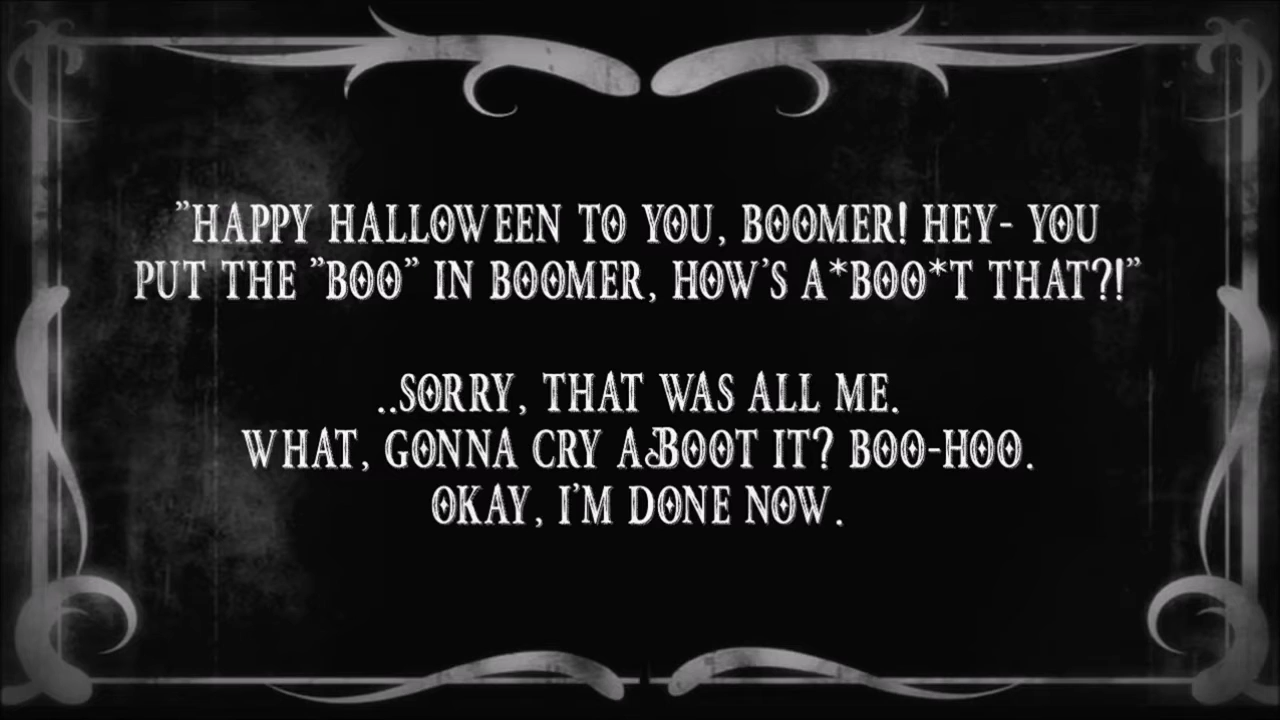 "HAPPY HALLOWEEN TO YOU, BOOMER! HEY- YOU
PUT THE "BOO" IN BOOMER, HOW'S A*BOO*T THAT?!"
..SORRY, THAT WAS ALL ME.
WHAT, GONNA CRY ABOOT IT? BOO-HOO.
OKAY, I'M DONE NOW.